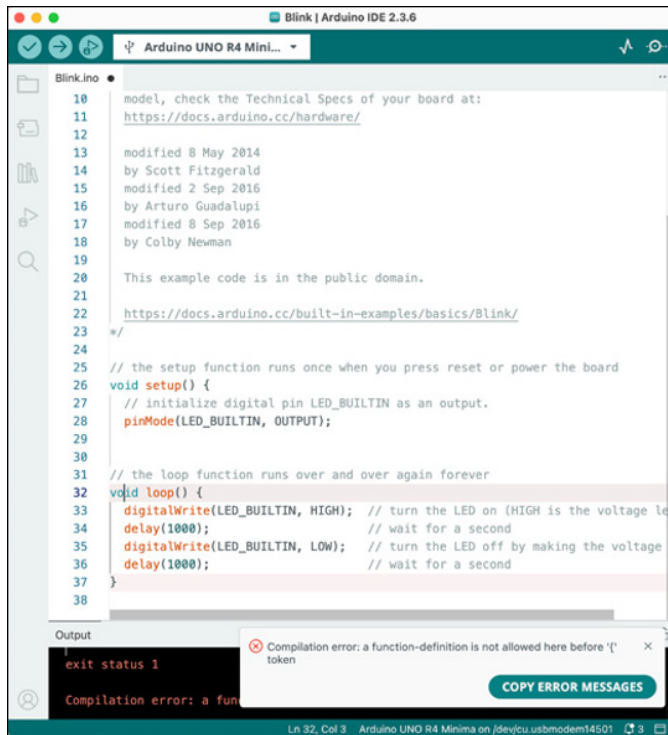 Blink | Arduino IDE 2.3.6
Arduino UNO R4 Mini...
Blink.ino
10 model, check the Technical Specs of your board at:
11 https://docs.arduino.cc/hardware/
12
13 modified 8 May 2014
14 by Scott Fitzgerald
15 modified 2 Sep 2016
16 by Arturo Guadalupi
17 modified 8 Sep 2016
18 by Colby Newman
19
20 This example code is in the public domain.
21
22 https://docs.arduino.cc/built-in-examples/basics/Blink/
23 */
24
25 // the setup function runs once when you press reset or power the board
26 void setup() {
27 // initialize digital pin LED_BUILTIN as an output.
28 pinMode(LED_BUILTIN, OUTPUT);
29
30
31 // the loop function runs over and over again forever
32 void loop() {
33 digitalWrite(LED_BUILTIN, HIGH); // turn the LED on (HIGH is the voltage le
34 delay(1000); // wait for a second
35 digitalWrite(LED_BUILTIN, LOW); // turn the LED off by making the voltage
36 delay(1000); // wait for a second
37 }
38
Output
exit status 1
Compilation error: a fun
Compilation error: a function-definition is not allowed here before '{'
token
COPY ERROR MESSAGES
Ln 32, Col 3 Arduino UNO R4 Minima on /dev/cu.usbmodem14501 3